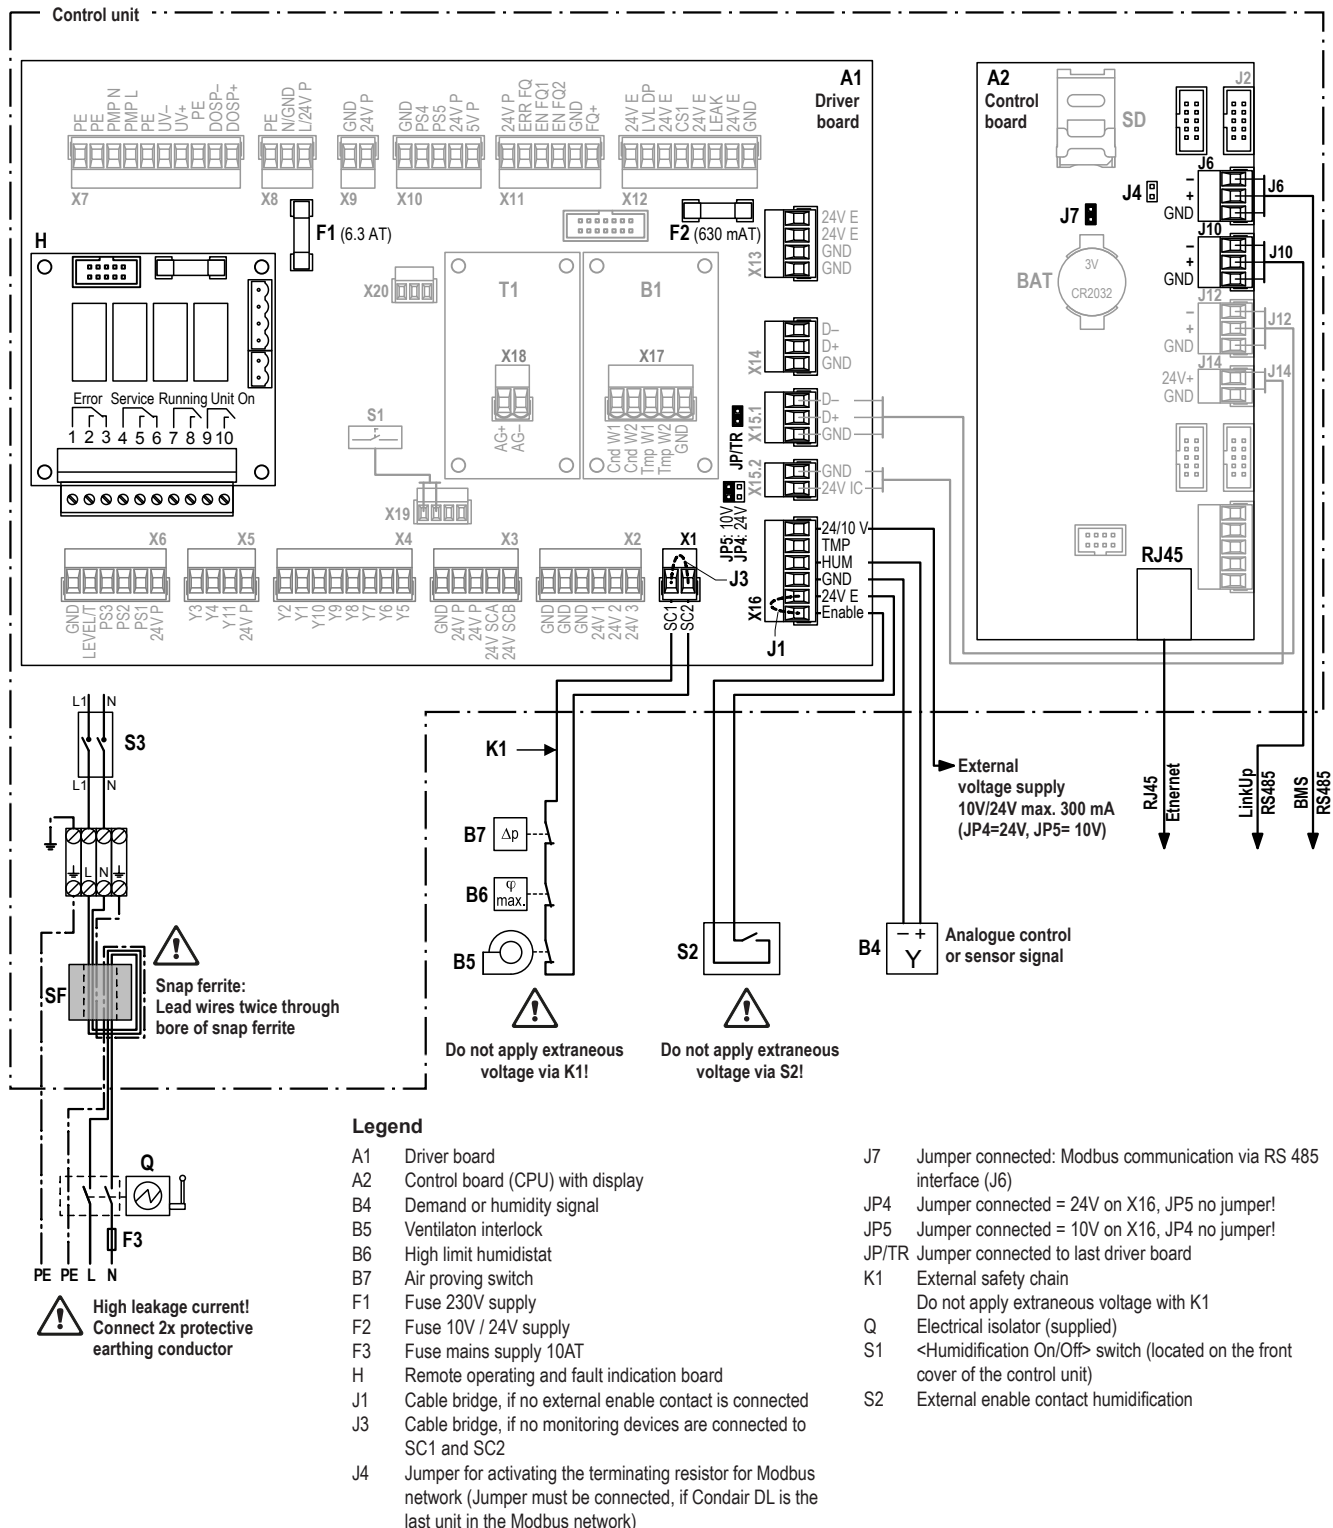 Control unit
PE
PE
PMP N
PMP L
PE
UV–
UV+
PE
DOSP–
DOSP+
X7
PE
N/GND
L/24V P
X8
GND
24V P
X9
GND
PS4
PS5
24V P
5V P
X10
24V P
ERR FQ
EN FQ1
EN FQ2
GND
FQ+
X11
24V E
LVL DP
24V E
CS1
24V E
LEAK
24V E
GND
X12
A1
Driver
board
A2
Control
board
SD
J2
J6
–
+
GND
J6
J4
J7
J10
–
+
GND
J10
BAT
3V
CR2032
J12
–
+
GND
J12
J14
24V+
GND
J14
RJ45
F1 (6.3 AT)
F2 (630 mAT)
X13
24V E
24V E
GND
GND
H
Error Service Running Unit On
1 2 3 4 5 6 7 8 9 10
X20
T1
X18
AG+
AG–
B1
X17
Cnd W1
Cnd W2
Tmp W1
Tmp W2
GND
S1
X19
X14
D–
D+
GND
JP/TR
X15.1
D–
D+
GND
X15.2
GND
24V IC
JP5: 10V
JP4: 24V
X16
24/10 V
TMP
HUM
GND
24V E
Enable
J1
X6
GND
LEVEL/T
PS3
PS2
PS1
24V P
X5
Y3
Y4
Y11
24V P
X4
Y2
Y1
Y10
Y9
Y8
Y7
Y6
Y5
X3
GND
24V P
24V P
24V SCA
24V SCB
X2
GND
GND
GND
24V 1
24V 2
24V 3
X1
SC1
SC2
J3
L1 N
S3
L1 N
L N
SF
Snap ferrite:
Lead wires twice through
bore of snap ferrite
K1
B7 Δp
B6 φ
max.
B5
Do not apply extraneous
voltage via K1!
S2
Do not apply extraneous
voltage via S2!
B4
– +
Y
Analogue control
or sensor signal
External
voltage supply
10V/24V max. 300 mA
(JP4=24V, JP5= 10V)
RJ45
Etnernet
LinkUp
RS485
BMS
RS485
Q
F3
PE PE L N
High leakage current!
Connect 2x protective
earthing conductor
Legend
A1 Driver board
A2 Control board (CPU) with display
B4 Demand or humidity signal
B5 Ventilaton interlock
B6 High limit humidistat
B7 Air proving switch
F1 Fuse 230V supply
F2 Fuse 10V / 24V supply
F3 Fuse mains supply 10AT
H Remote operating and fault indication board
J1 Cable bridge, if no external enable contact is connected
J3 Cable bridge, if no monitoring devices are connected to
SC1 and SC2
J4 Jumper for activating the terminating resistor for Modbus
network (Jumper must be connected, if Condair DL is the
last unit in the Modbus network)
J7 Jumper connected: Modbus communication via RS 485
interface (J6)
JP4 Jumper connected = 24V on X16, JP5 no jumper!
JP5 Jumper connected = 10V on X16, JP4 no jumper!
JP/TR Jumper connected to last driver board
K1 External safety chain
Do not apply extraneous voltage with K1
Q Electrical isolator (supplied)
S1 <Humidification On/Off> switch (located on the front
cover of the control unit)
S2 External enable contact humidification